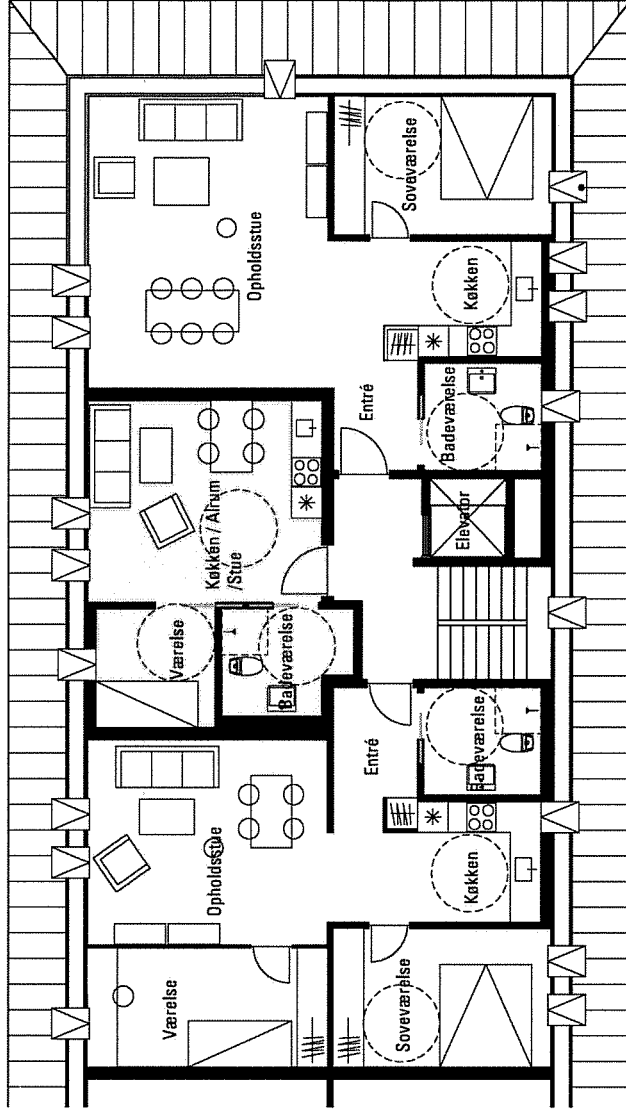 Opholdsstue
Soveværelse
Køkken
Entré
Badeværelse
Køkken / Alrum
/Stue
Elevator
Værelse
Badeværelse
Entré
Badeværelse
Opholdsstue
Køkken
Værelse
Soveværelse